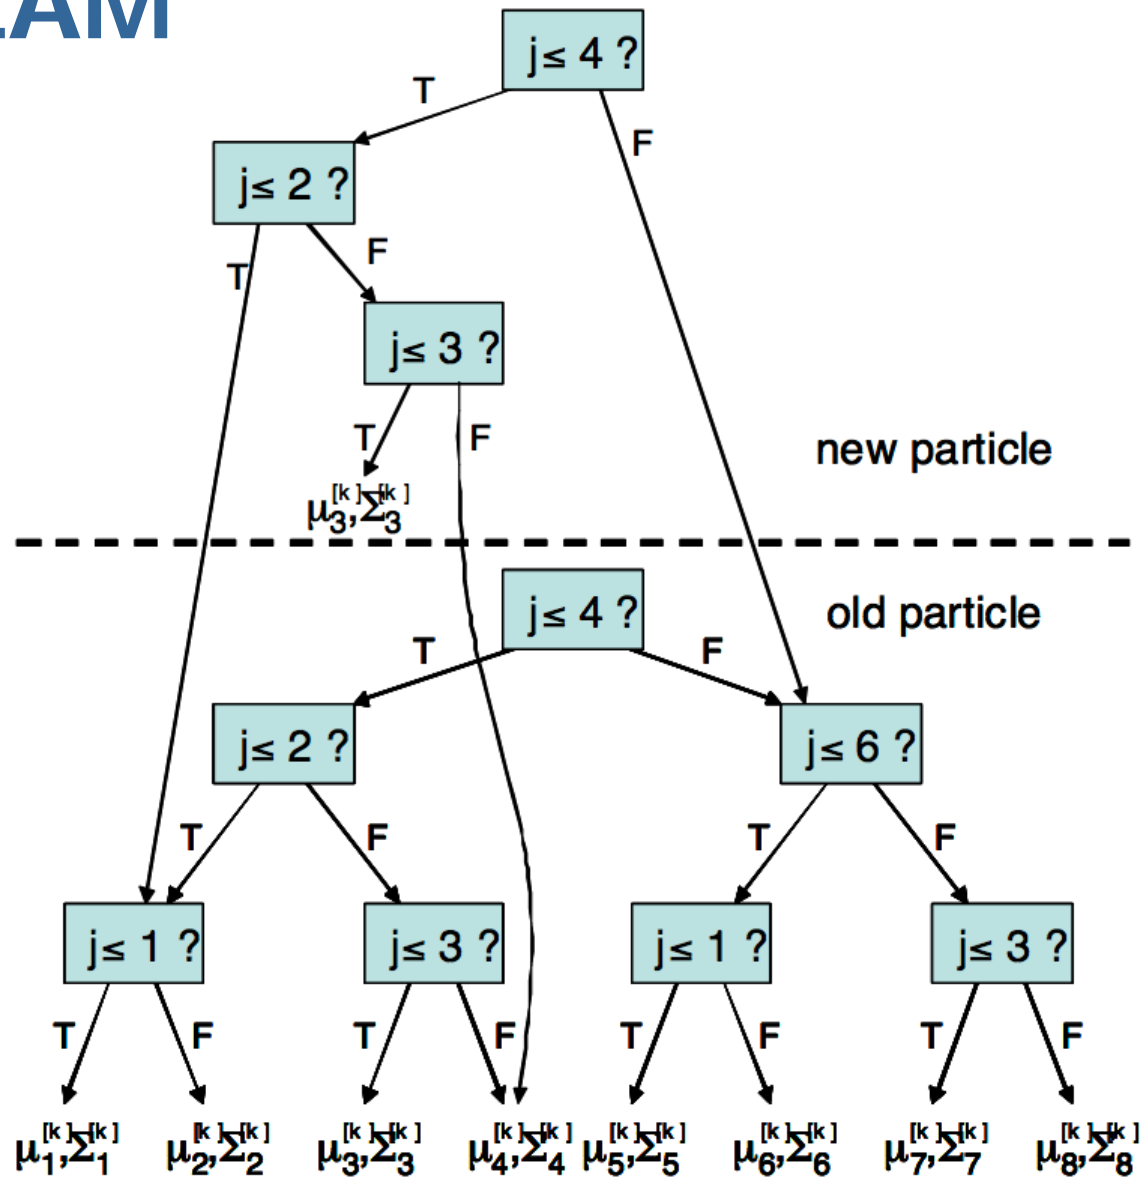 LAM
j≤ 4 ?
T
F
j≤ 2 ?
T
F
j≤ 3 ?
T
F
new particle
μ₃^[k],Σ₃^[k]
j≤ 4 ?
old particle
T
F
j≤ 2 ?
j≤ 6 ?
T
F
T
F
j≤ 1 ?
j≤ 3 ?
j≤ 1 ?
j≤ 3 ?
T
F
T
F
T
F
T
F
μ₁^[k],Σ₁^[k] μ₂^[k],Σ₂^[k] μ₃^[k],Σ₃^[k] μ₄^[k],Σ₄^[k] μ₅^[k],Σ₅^[k] μ₆^[k],Σ₆^[k] μ₇^[k],Σ₇^[k] μ₈^[k],Σ₈^[k]